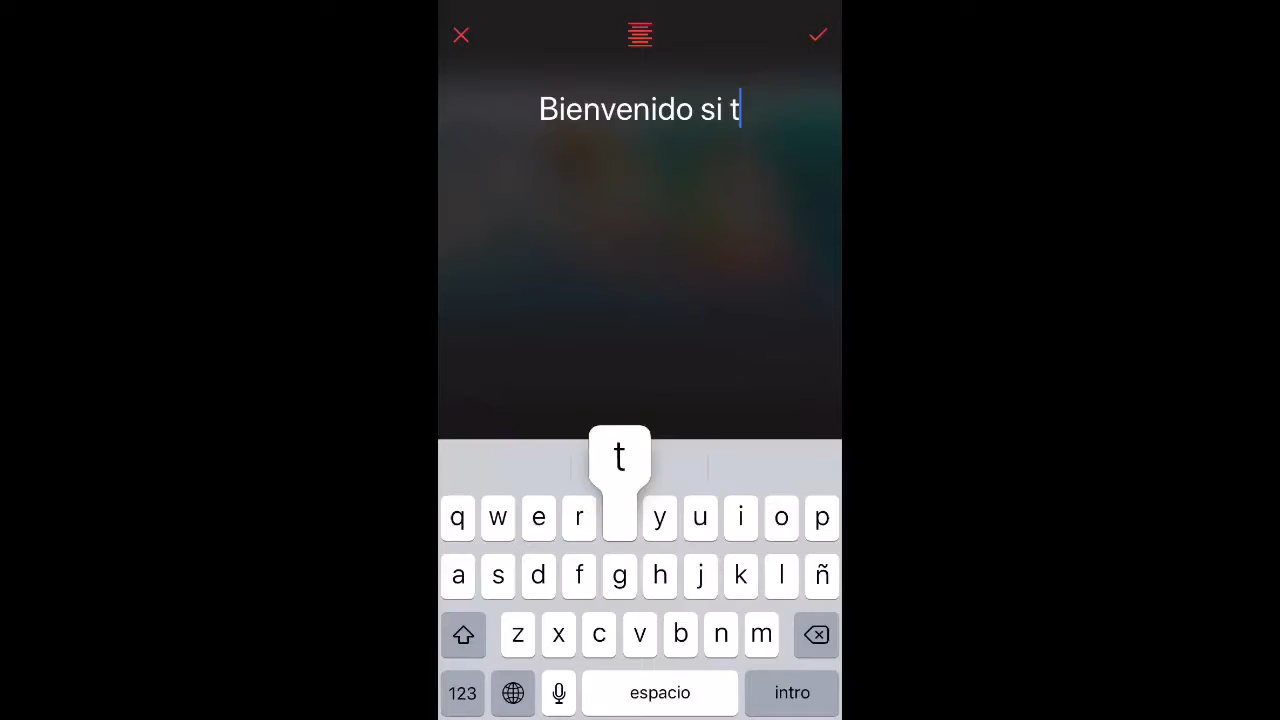 Bienvenido si t
t
q w e r y u i o p
a s d f g h j k l ñ
z x c v b n m
123 espacio intro